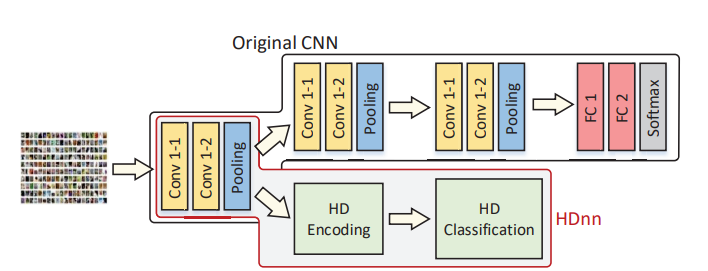 Original CNN
Conv 1-1
Conv 1-2
Pooling
Conv 1-1
Conv 1-2
Pooling
Conv 1-1
Conv 1-2
Pooling
FC 1
FC 2
Softmax
HD
Encoding
HD
Classification
HDnn